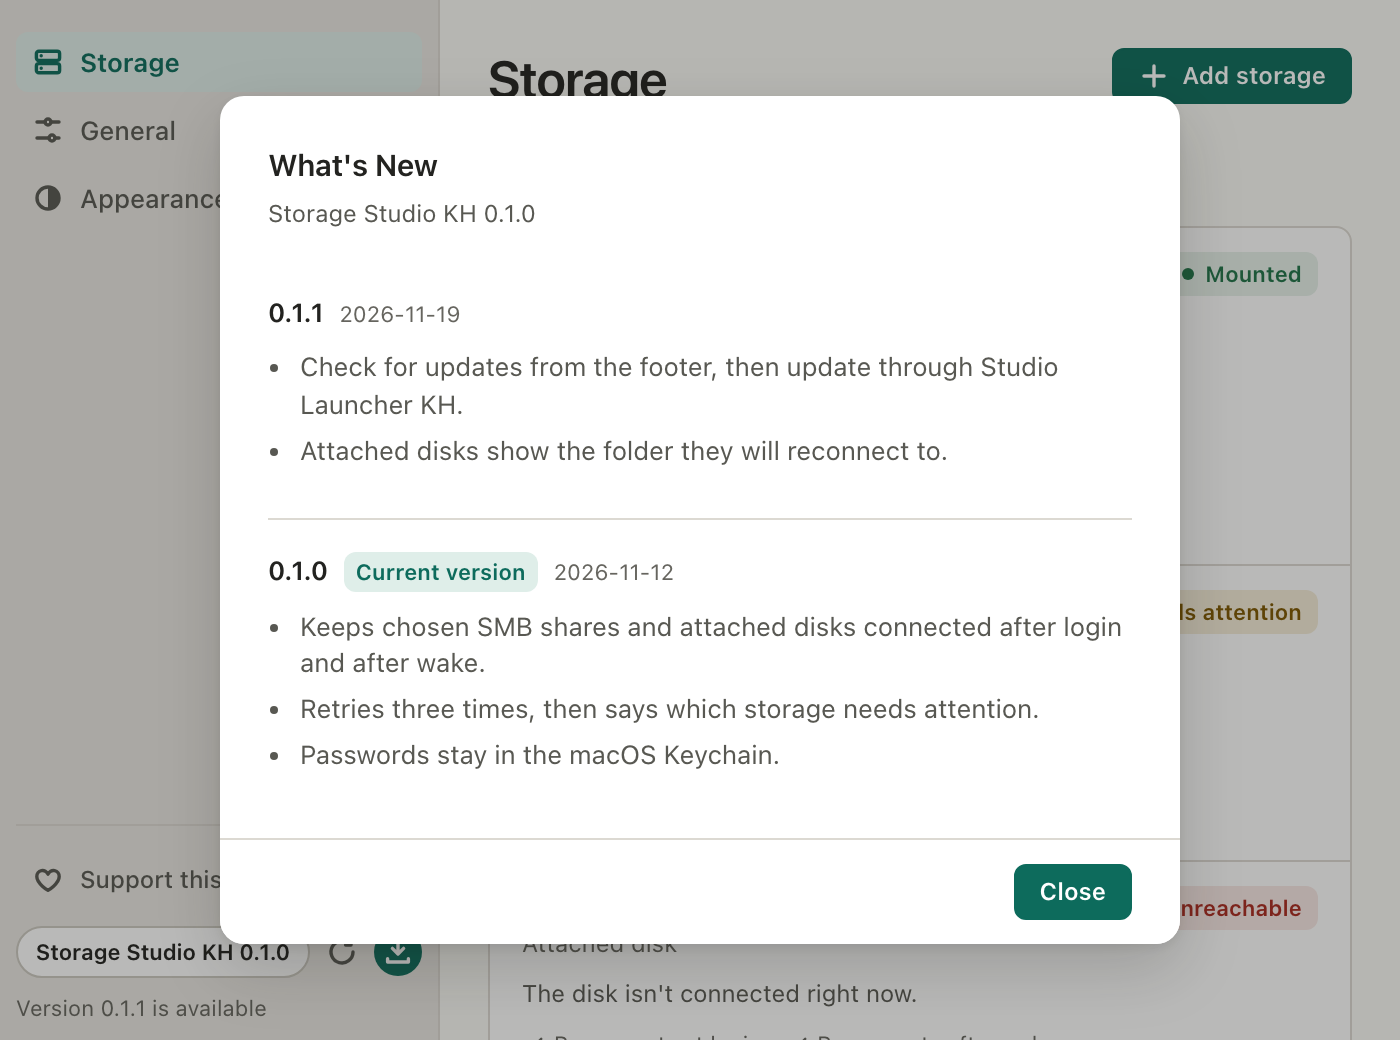 Storage
General
Appearance
Storage
Add storage
What's New
Storage Studio KH 0.1.0
0.1.1 2026-11-19
Check for updates from the footer, then update through Studio
Launcher KH.
Attached disks show the folder they will reconnect to.
0.1.0 Current version 2026-11-12
Keeps chosen SMB shares and attached disks connected after login
and after wake.
Retries three times, then says which storage needs attention.
Passwords stay in the macOS Keychain.
Close
Mounted
attention
Support this
Storage Studio KH 0.1.0
Version 0.1.1 is available
Attached disk
The disk isn't connected right now.